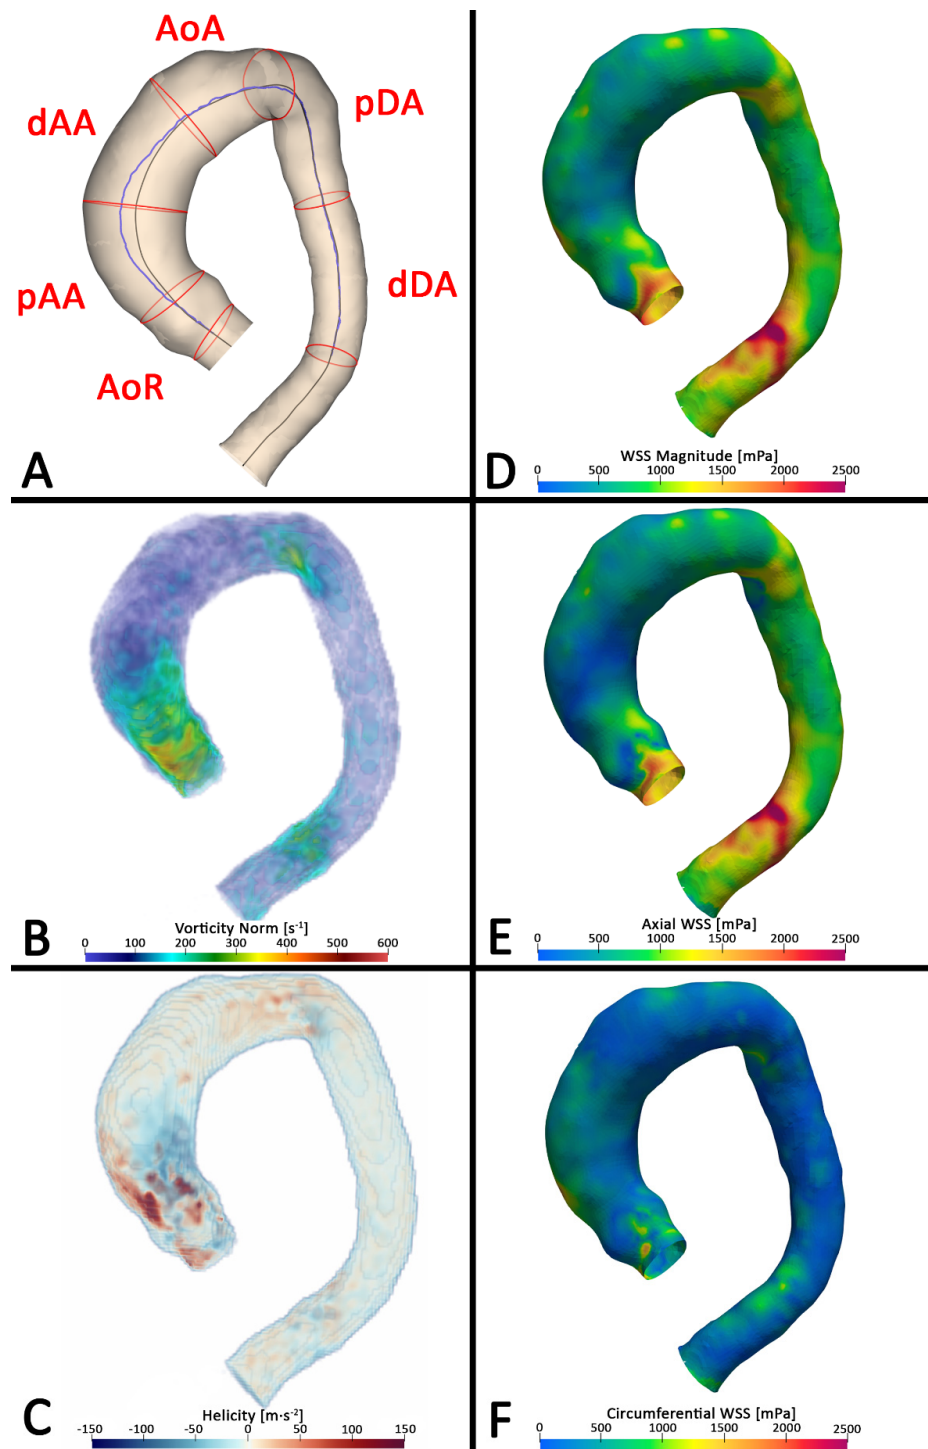 AoA
dAA
pDA
pAA
dDA
AoR
A
D
WSS Magnitude [mPa]
0 500 1000 1500 2000 2500
B
Vorticity Norm [s⁻¹]
0 100 200 300 400 500 600
E
Axial WSS [mPa]
0 500 1000 1500 2000 2500
C
Helicity [m·s⁻²]
-150 -100 -50 0 50 100 150
F
Circumferential WSS [mPa]
0 500 1000 1500 2000 2500